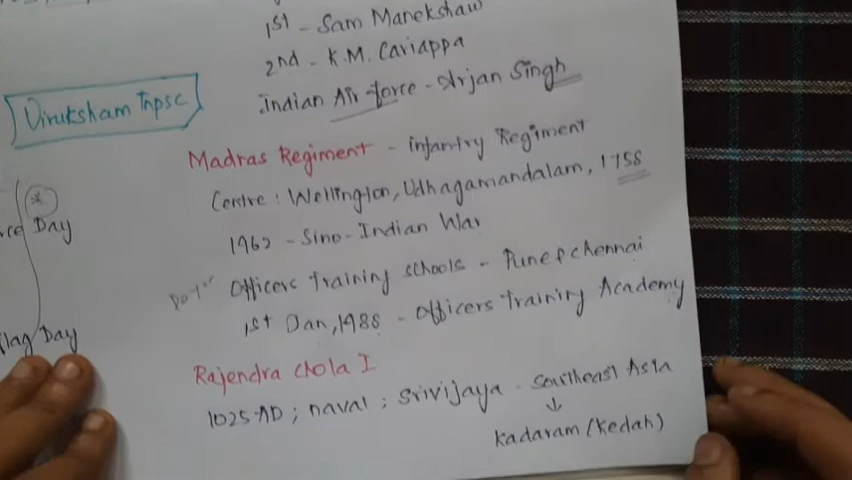 1st - Sam Manekshaw
2nd - K.M. Cariappa
Indian Air force - Arjan Singh
Viruksham Tnpsc
Madras Regiment - infantry Regiment
Centre : Wellington, Udhagamandalam, 1758
1962 - Sino-Indian War
Day
Officers Training schools - Pune & Chennai
1st Jan, 1988 - Officers Training Academy
Flag Day
Rajendra Chola I
1025 AD ; naval ; Srivijaya . Southeast Asia
↓
Kadaram (Kedah)